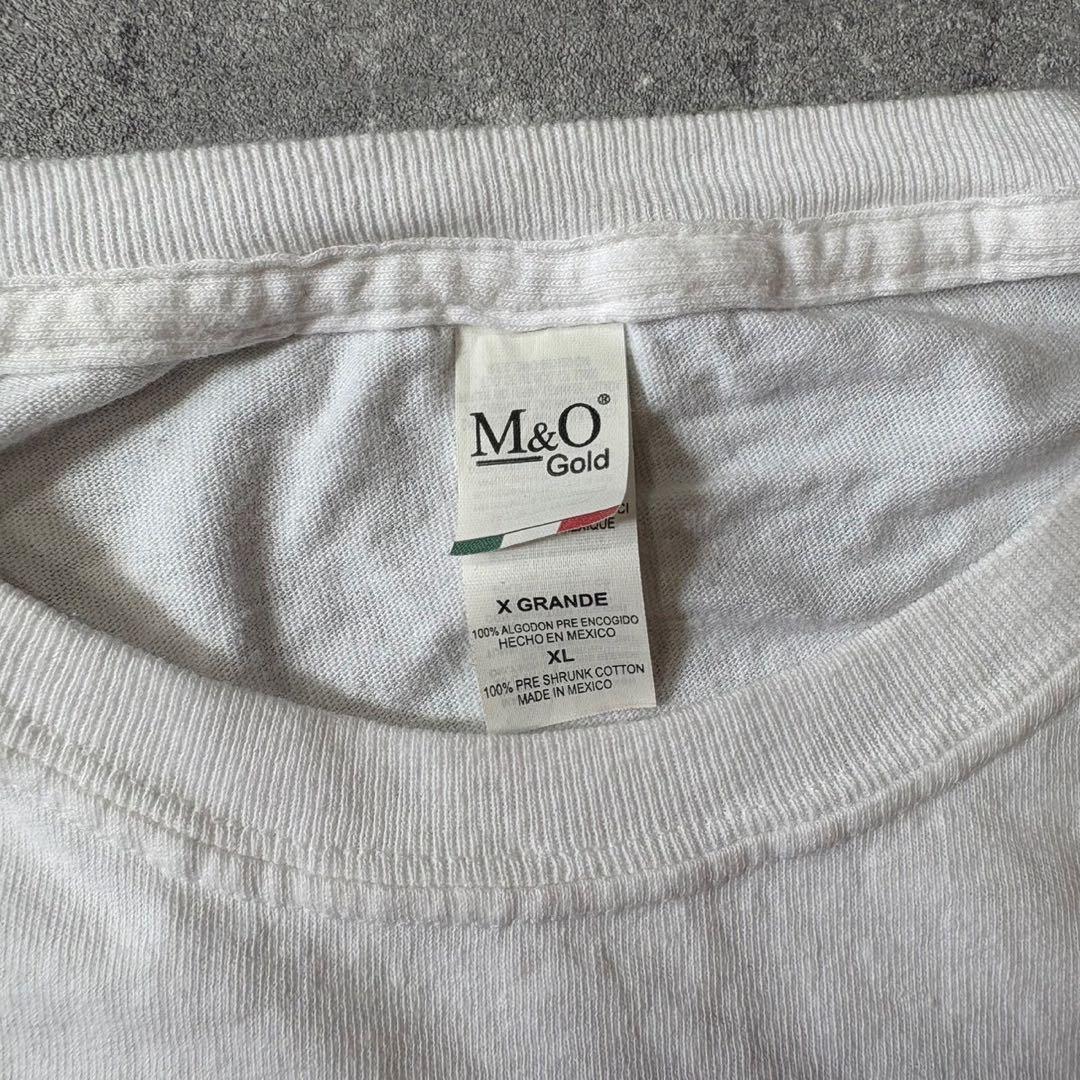 M&O®
Gold
X GRANDE
100% ALGODON PRE ENCOGIDO
HECHO EN MEXICO
XL
100% PRE SHRUNK COTTON
MADE IN MEXICO